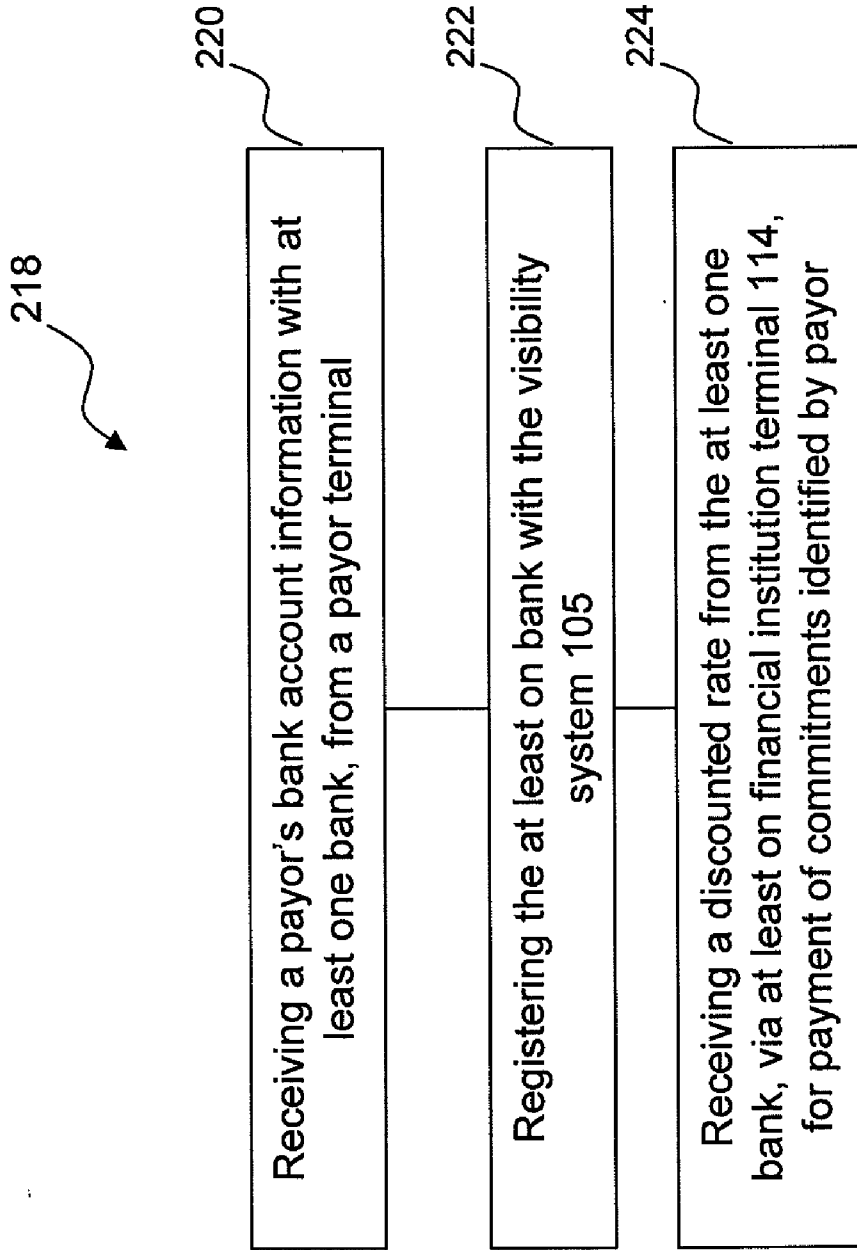 218
220
Receiving a payor's bank account information with at
least one bank, from a payor terminal
222
Registering the at least on bank with the visibility
system 105
224
Receiving a discounted rate from the at least one
bank, via at least on financial institution terminal 114,
for payment of commitments identified by payor